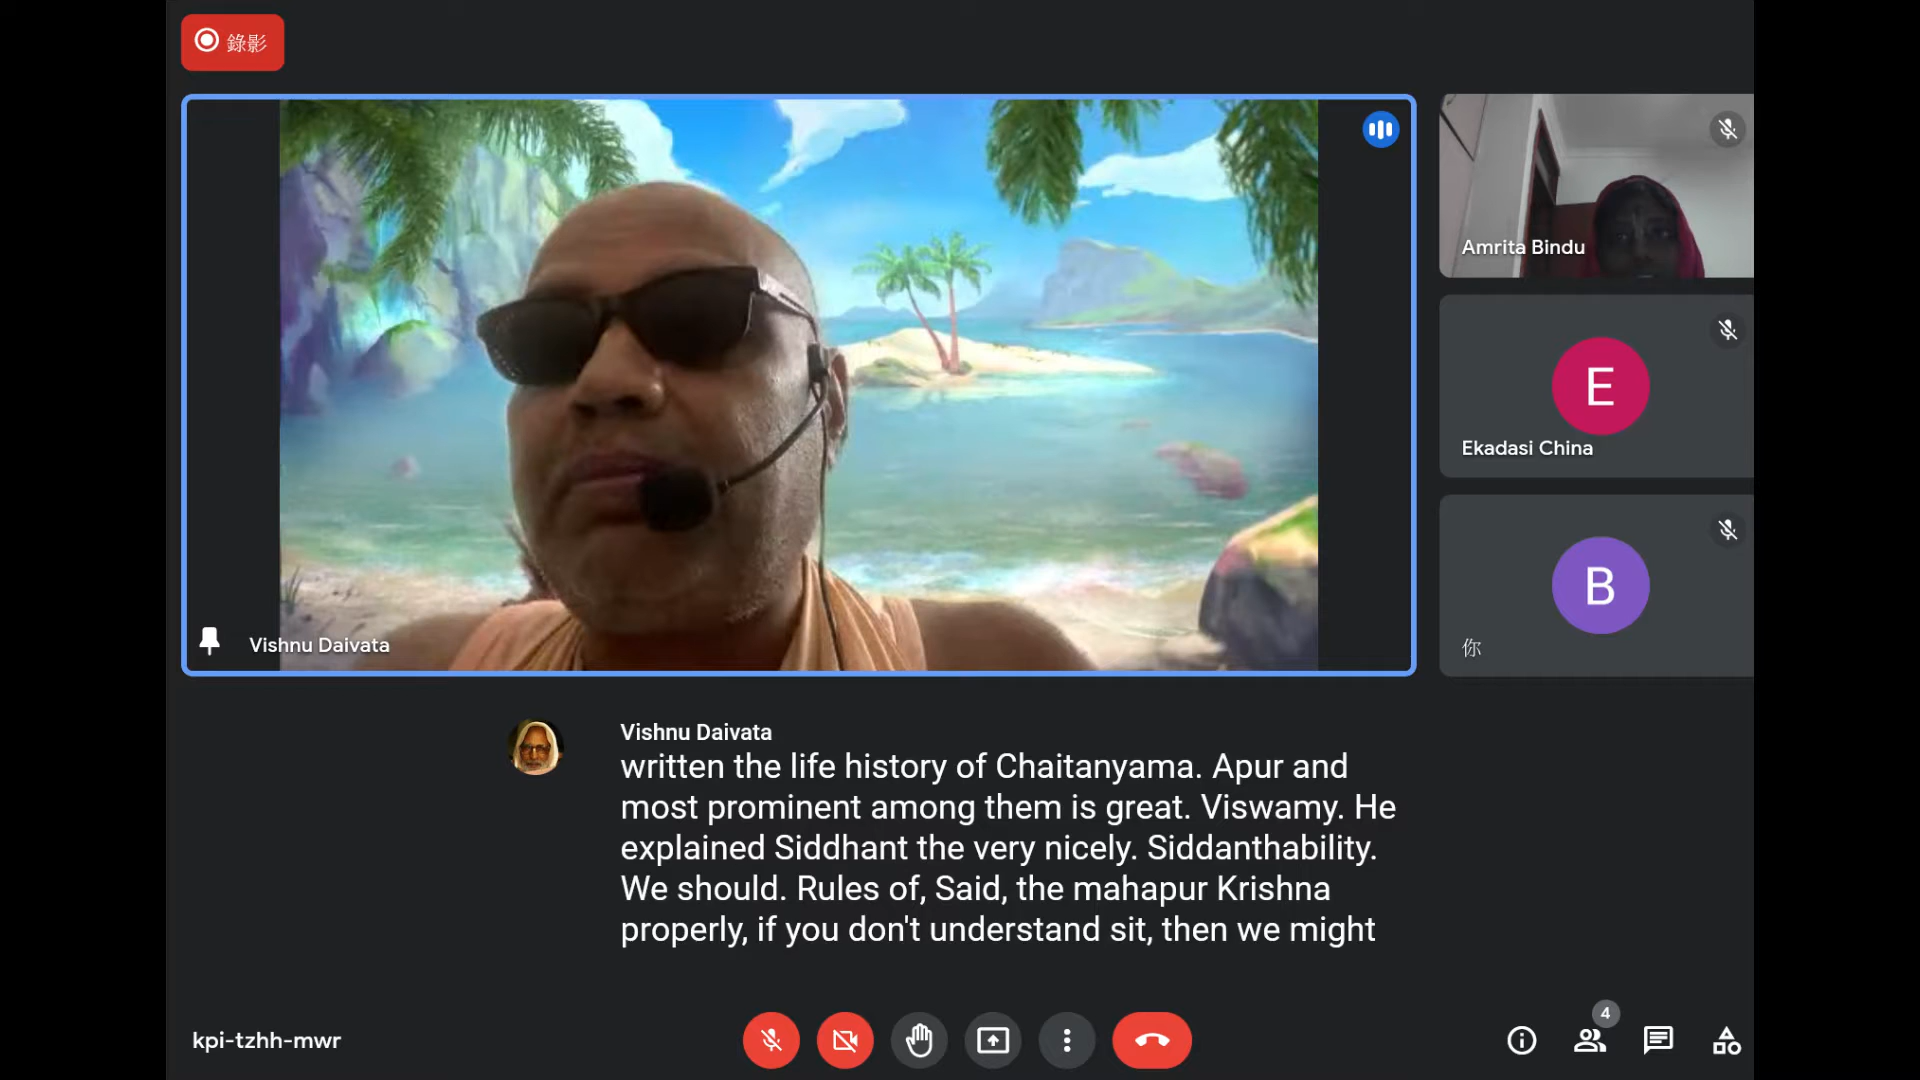 錄影
Amrita Bindu
E
Ekadasi China
B
你
Vishnu Daivata
Vishnu Daivata
written the life history of Chaitanyama. Apur and
most prominent among them is great. Viswamy. He
explained Siddhant the very nicely. Siddanthability.
We should. Rules of, Said, the mahapur Krishna
properly, if you don't understand sit, then we might
kpi-tzhh-mwr
4